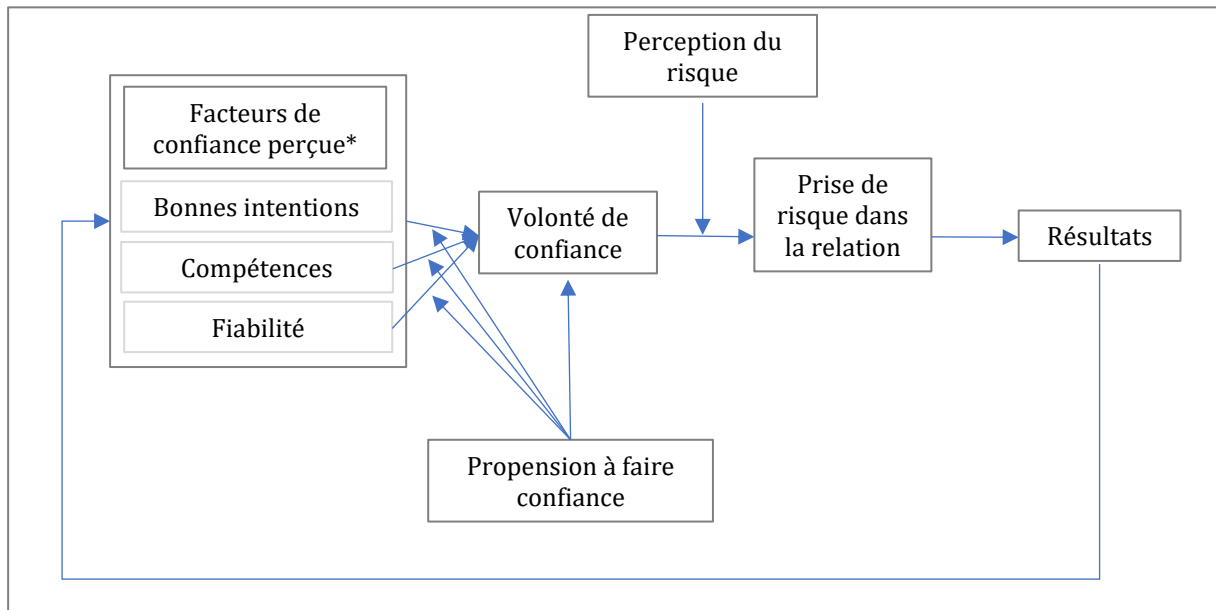 Perception du
risque
Facteurs de
confiance perçue*
Bonnes intentions
Compétences
Fiabilité
Volonté de
confiance
Prise de
risque dans
la relation
Résultats
Propension à faire
confiance